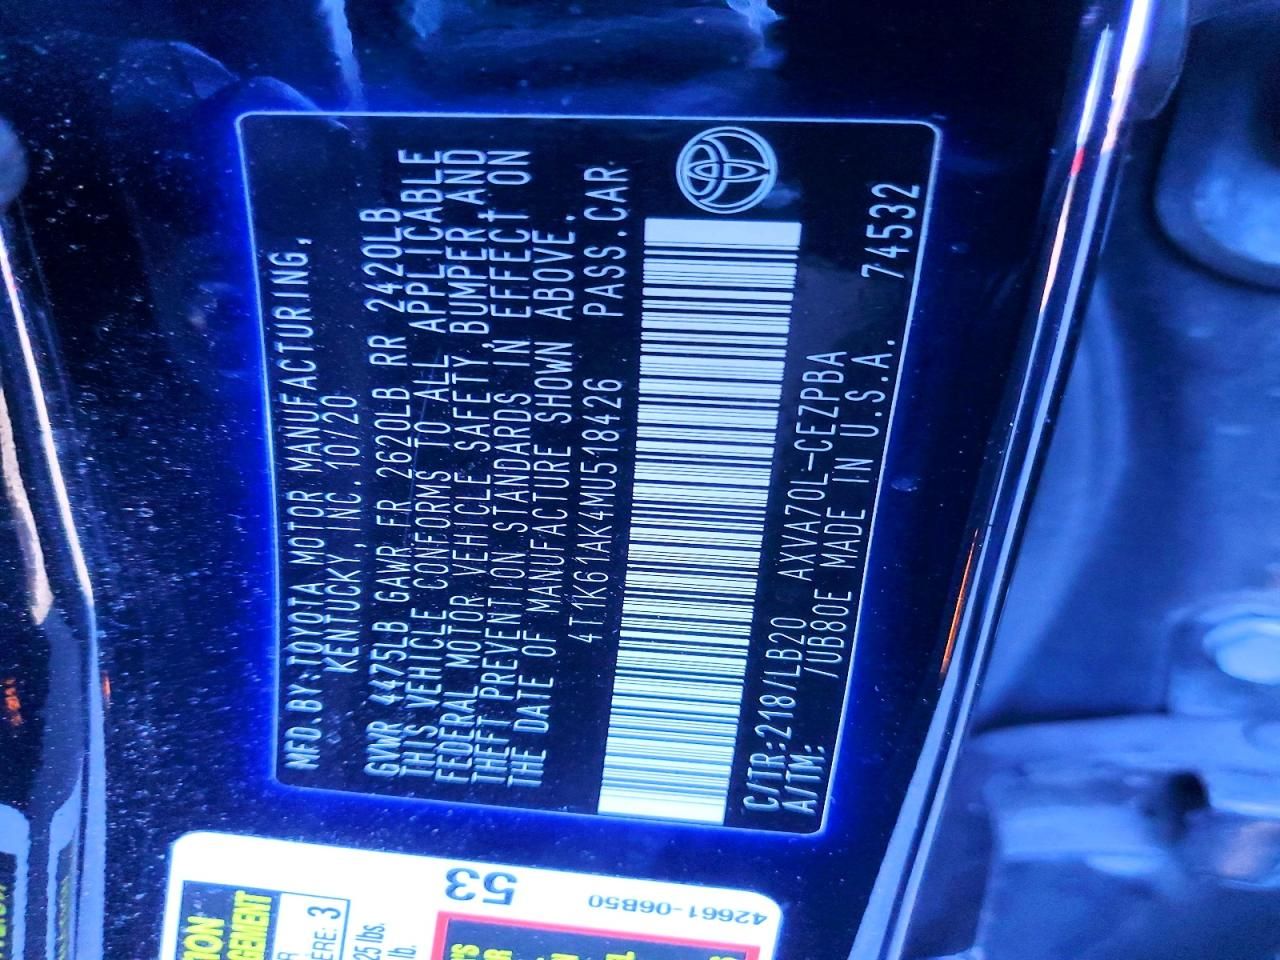 MFD.BY:TOYOTA MOTOR MANUFACTURING,
KENTUCKY, INC. 10/20
GVWR 4475LB GAWR FR 2620LB RR 2420LB
THIS VEHICLE CONFORMS TO ALL APPLICABLE
FEDERAL MOTOR VEHICLE SAFETY,BUMPER,AND
THEFT PREVENTION STANDARDS IN EFFECT ON
THE DATE OF MANUFACTURE SHOWN ABOVE.
4T1K61AK4MU518426 PASS.CAR
C/TR:218/LB20 AXVA70L-CEZPBA
A/TM: /UB80E MADE IN U.S.A. 74532
53
42661-06B50